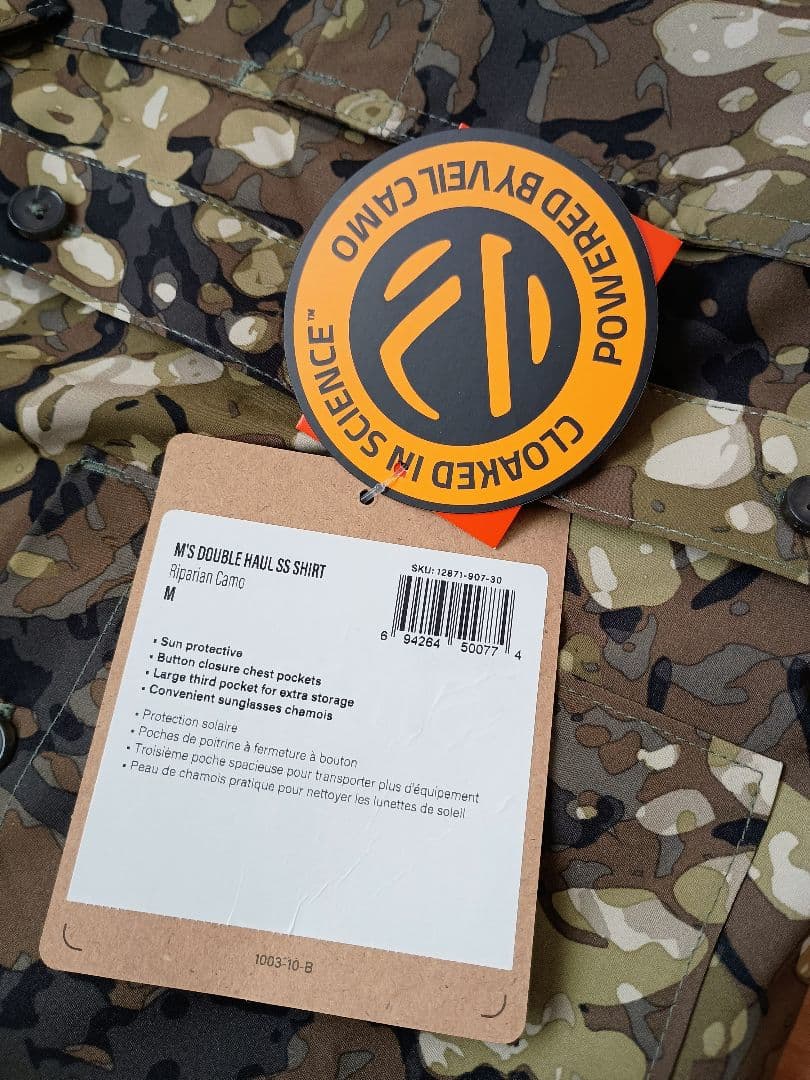 POWERED BY VEIL CAMO
CLOAKED IN SCIENCE™
M'S DOUBLE HAUL SS SHIRT
Riparian Camo
M
SKU: 12871-907-30
6 94264 50077 4
• Sun protective
• Button closure chest pockets
• Large third pocket for extra storage
• Convenient sunglasses chamois
• Protection solaire
• Poches de poitrine à fermeture à bouton
• Troisième poche spacieuse pour transporter plus d'équipement
• Peau de chamois pratique pour nettoyer les lunettes de soleil
1003-10-B